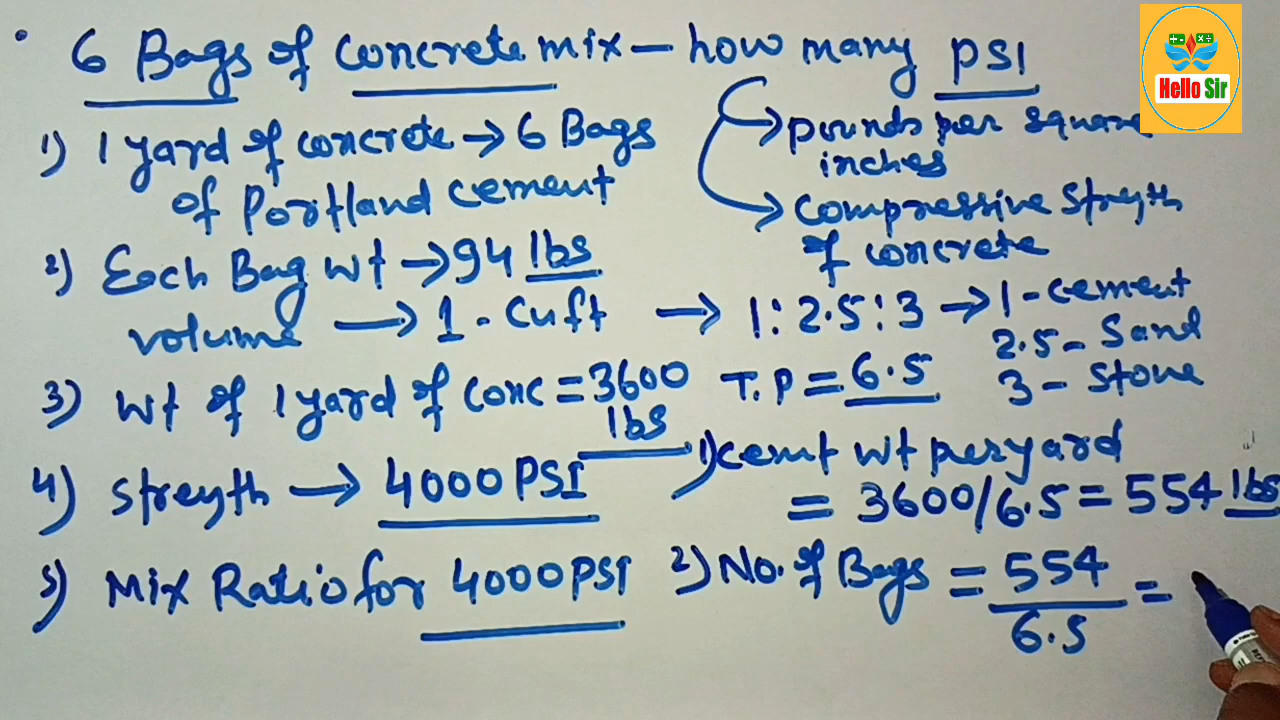 6 Bags of concrete mix - how many PSI
Hello Sir
→ pounds per square
inches
→ compressive strength
of concrete
1) 1 yard of concrete → 6 Bags
of Portland cement
2) Each Bag wt → 94 lbs
volume → 1 - cuft → 1:2.5:3 → 1 - cement
2.5 - Sand
3 - stone
3) wt of 1 yard of conc = 3600
lbs
T.P = 6.5
4) strength → 4000 PSI
5) Mix Ratio for 4000 PSI
1) cemt wt per yard
= 3600/6.5 = 554 lbs
2) No. of Bags = 554
6.5
=